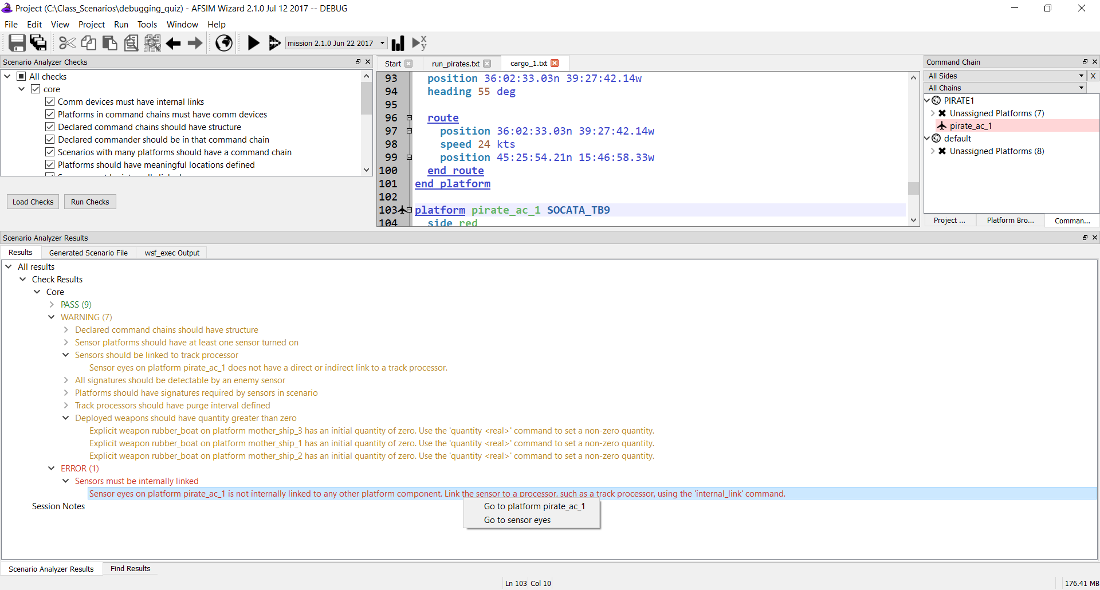 Project (C:\Class_Scenarios\debugging_quiz) - AFSIM Wizard 2.1.0 Jul 12 2017 -- DEBUG
File Edit View Project Run Tools Window Help
mission 2.1.0 Jun 22 2017
Scenario Analyzer Checks
All checks
core
Comm devices must have internal links
Platforms in command chains must have comm devices
Declared command chains should have structure
Declared commander should be in that command chain
Scenarios with many platforms should have a command chain
Platforms should have meaningful locations defined
Load Checks Run Checks
Start run_pirates.txt cargo_1.txt
93 position 36:02:33.03n 39:27:42.14w
94 heading 55 deg
95
96 route
97 position 36:02:33.03n 39:27:42.14w
98 speed 24 kts
99 position 45:25:54.21n 15:46:58.33w
100 end_route
101 end_platform
102
103 platform pirate_ac_1 SOCATA_TB9
104 side red
Command Chain
All Sides
All Chains
PIRATE1
Unassigned Platforms (7)
pirate_ac_1
default
Unassigned Platforms (8)
Project ... Platform Bro... Comman...
Scenario Analyzer Results
Results Generated Scenario File wsf_exec Output
All results
Check Results
Core
PASS (9)
WARNING (7)
Declared command chains should have structure
Sensor platforms should have at least one sensor turned on
Sensors should be linked to track processor
Sensor eyes on platform pirate_ac_1 does not have a direct or indirect link to a track processor.
All signatures should be detectable by an enemy sensor
Platforms should have signatures required by sensors in scenario
Track processors should have purge interval defined
Deployed weapons should have quantity greater than zero
Explicit weapon rubber_boat on platform mother_ship_3 has an initial quantity of zero. Use the 'quantity <real>' command to set a non-zero quantity.
Explicit weapon rubber_boat on platform mother_ship_1 has an initial quantity of zero. Use the 'quantity <real>' command to set a non-zero quantity.
Explicit weapon rubber_boat on platform mother_ship_2 has an initial quantity of zero. Use the 'quantity <real>' command to set a non-zero quantity.
ERROR (1)
Sensors must be internally linked
Sensor eyes on platform pirate_ac_1 is not internally linked to any other platform component. Link the sensor to a processor, such as a track processor, using the 'internal_link' command.
Session Notes
Go to platform pirate_ac_1
Go to sensor eyes
Scenario Analyzer Results Find Results
Ln 103 Col 10
176.41 MB